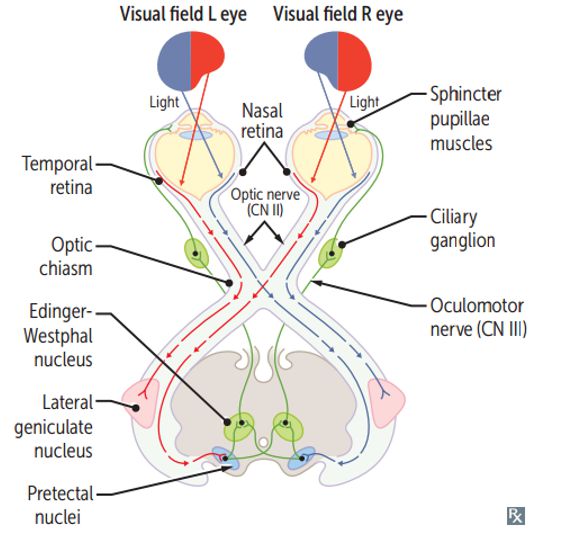 Visual field L eye
Visual field R eye
Light
Light
Nasal
retina
Sphincter
pupillae
muscles
Temporal
retina
Optic nerve
(CN II)
Ciliary
ganglion
Optic
chiasm
Edinger-
Westphal
nucleus
Oculomotor
nerve (CN III)
Lateral
geniculate
nucleus
Pretectal
nuclei
Rx